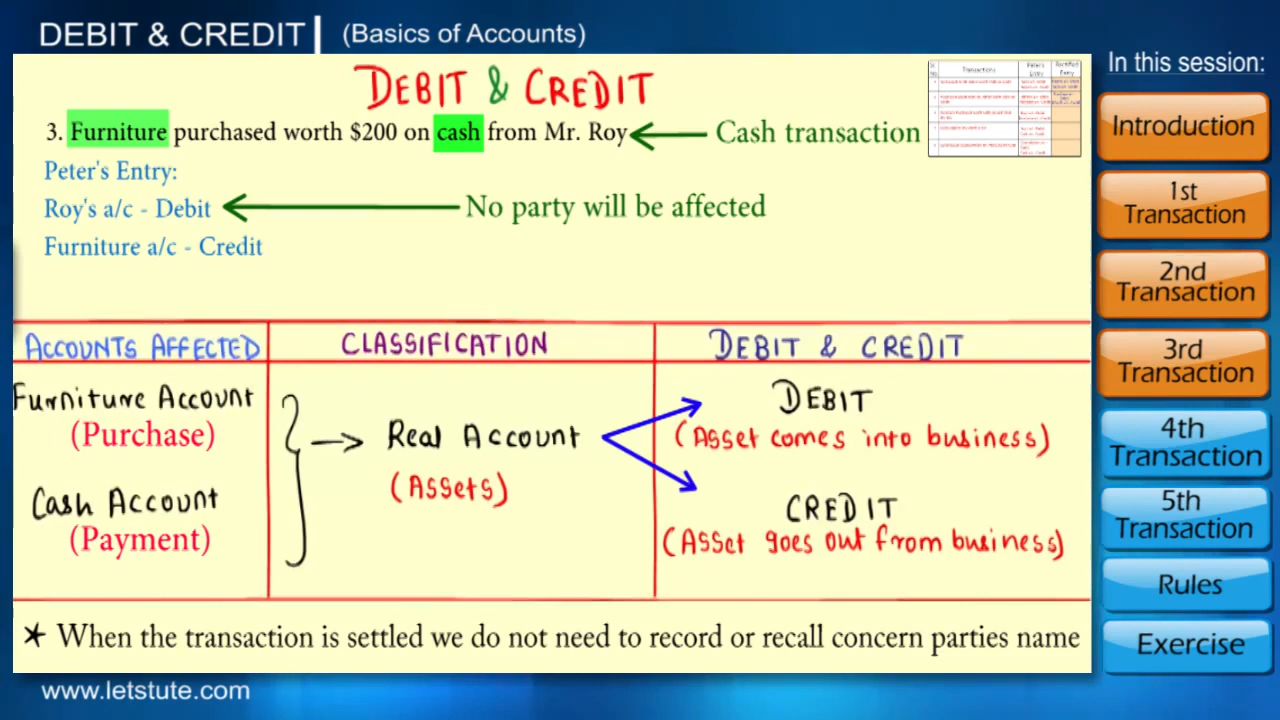 DEBIT & CREDIT
(Basics of Accounts)
In this session:
DEBIT & CREDIT
3. Furniture purchased worth $200 on cash from Mr. Roy
Cash transaction
Peter's Entry:
Roy's a/c - Debit
No party will be affected
Furniture a/c - Credit
ACCOUNTS AFFECTED
CLASSIFICATION
DEBIT & CREDIT
Furniture Account
(Purchase)
Cash Account
(Payment)
Real Account
(Assets)
DEBIT
(Asset comes into business)
CREDIT
(Asset goes out from business)
* When the transaction is settled we do not need to record or recall concern parties name
Introduction
1st
Transaction
2nd
Transaction
3rd
Transaction
4th
Transaction
5th
Transaction
Rules
Exercise
www.letstute.com